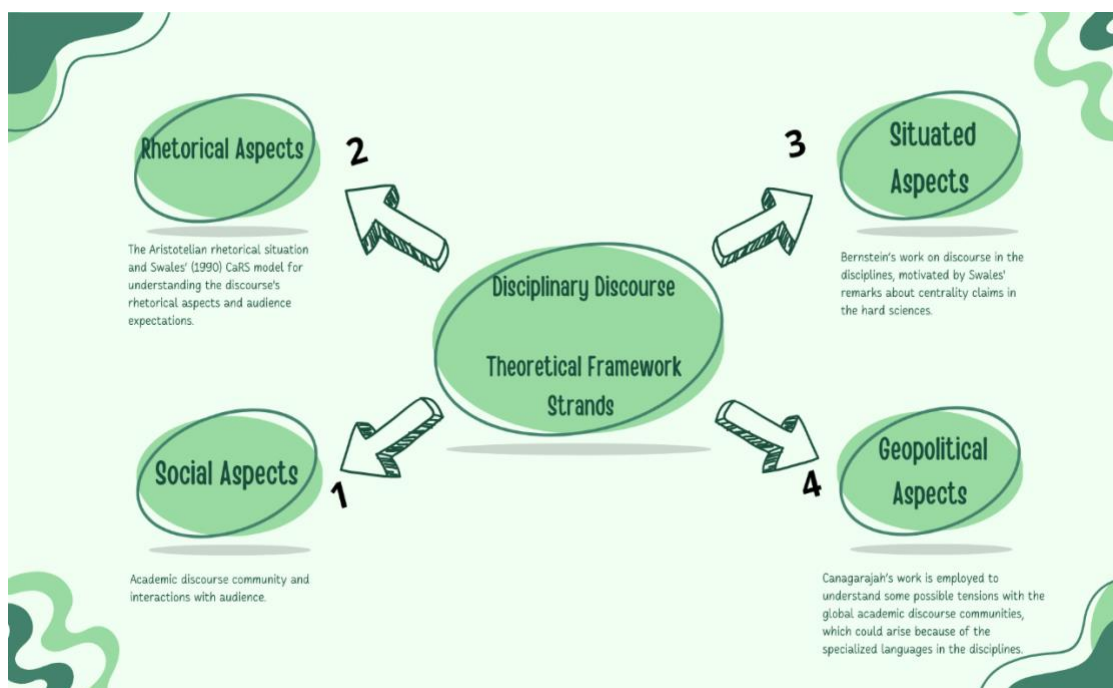 Rhetorical Aspects
2
The Aristotelian rhetorical situation
and Swales' (1990) CaRS model for
understanding the discourse's
rhetorical aspects and audience
expectations.
3
Situated
Aspects
Bernstein's work on discourse in the
disciplines, motivated by Swales'
remarks about centrality claims in
the hard sciences.
Disciplinary Discourse
Theoretical Framework
Strands
Social Aspects
1
Academic discourse community and
interactions with audience.
4
Geopolitical
Aspects
Canagarajah's work is employed to
understand some possible tensions with the
global academic discourse communities,
which could arise because of the
specialized languages in the disciplines.